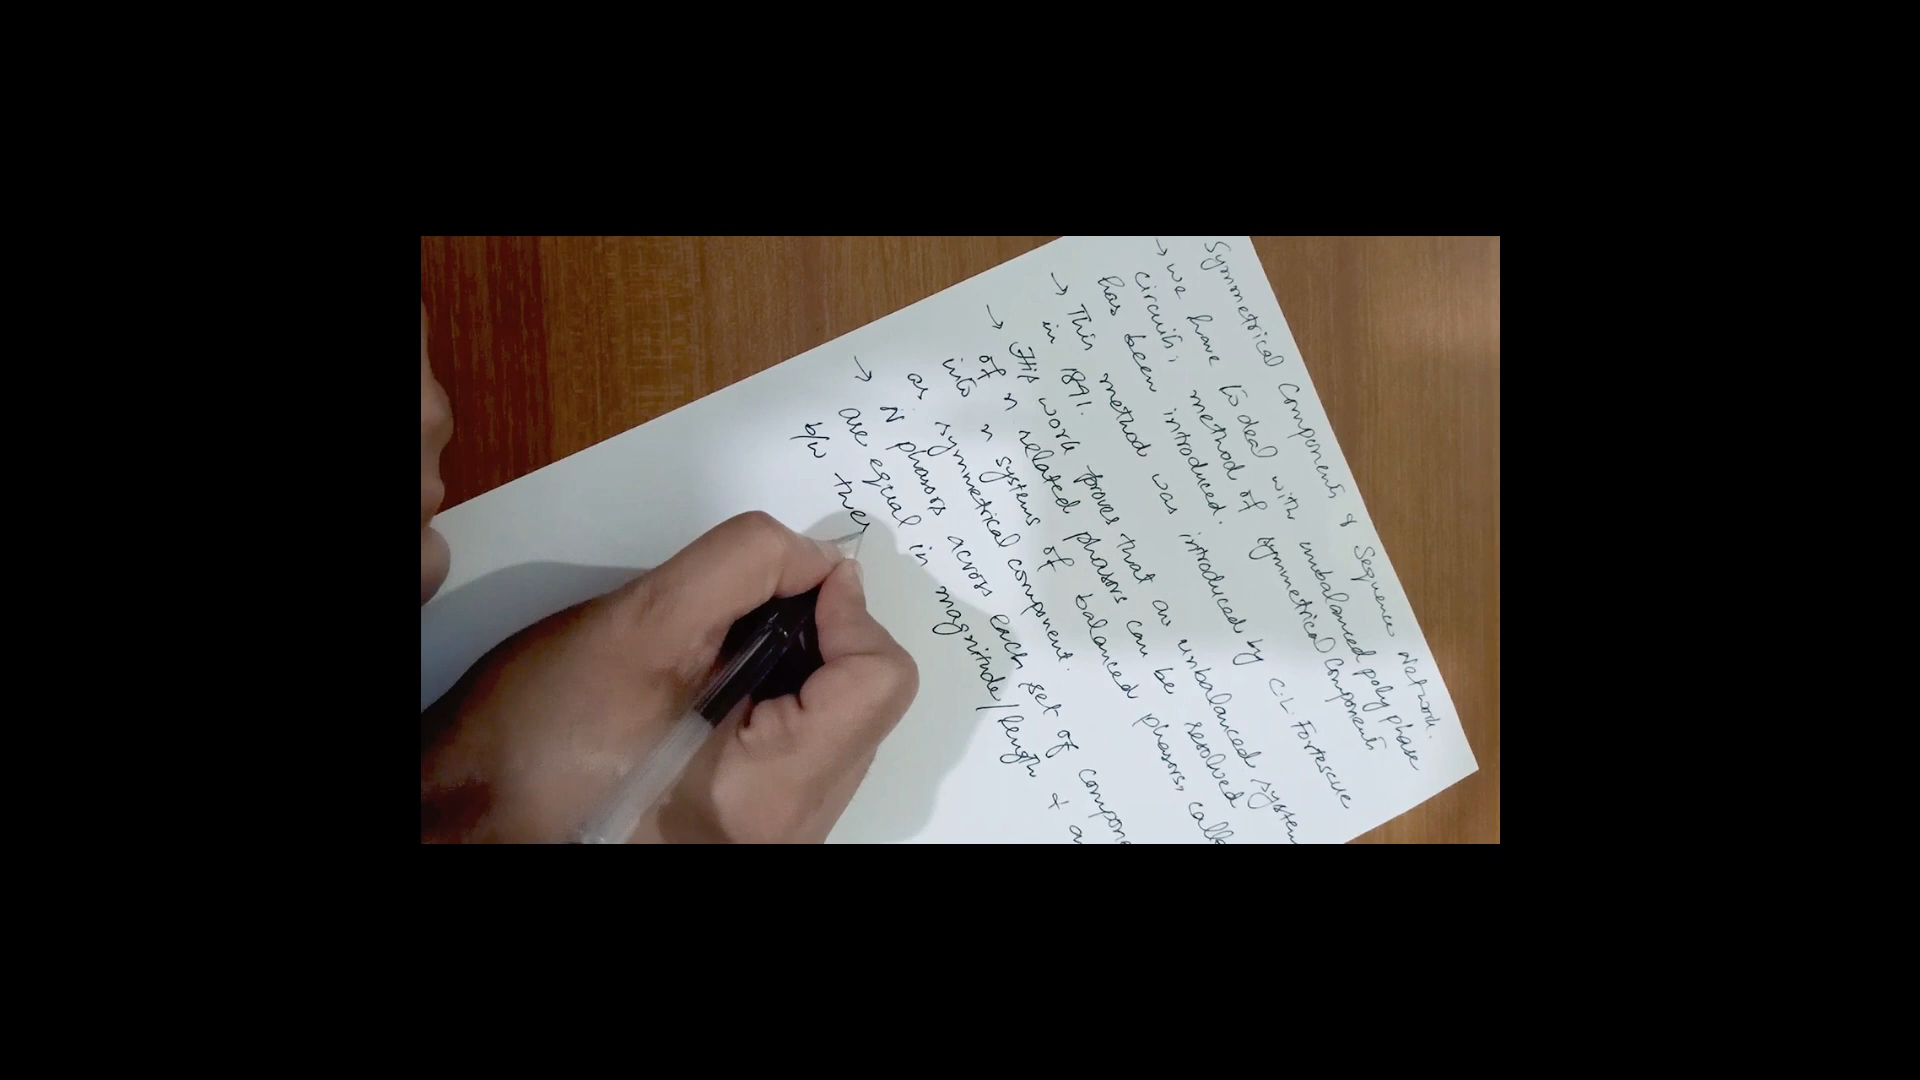 Symmetrical Components & Sequence Network.
→ we have to deal with unbalanced poly phase
circuits, method of symmetrical components
has been introduced.
→ This method was introduced by C.L. Fortescue
in 1891.
→ His work proves that an unbalanced system
of n related phasors can be resolved
into n systems of balanced phasors, calle
as symmetrical component.
→ N phasors across each set of compone
are equal in magnitude/length + a
b/w the